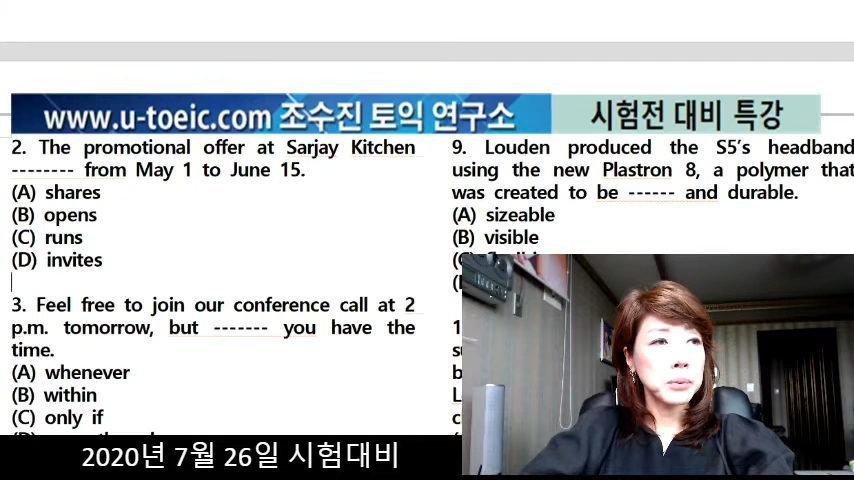 www.u-toeic.com 조수진 토익 연구소
시험전 대비 특강
2. The promotional offer at Sarjay Kitchen
-------- from May 1 to June 15.
(A) shares
(B) opens
(C) runs
(D) invites
3. Feel free to join our conference call at 2
p.m. tomorrow, but ------- you have the
time.
(A) whenever
(B) within
(C) only if
9. Louden produced the S5's headband
using the new Plastron 8, a polymer that
was created to be ------ and durable.
(A) sizeable
(B) visible
2020년 7월 26일 시험대비